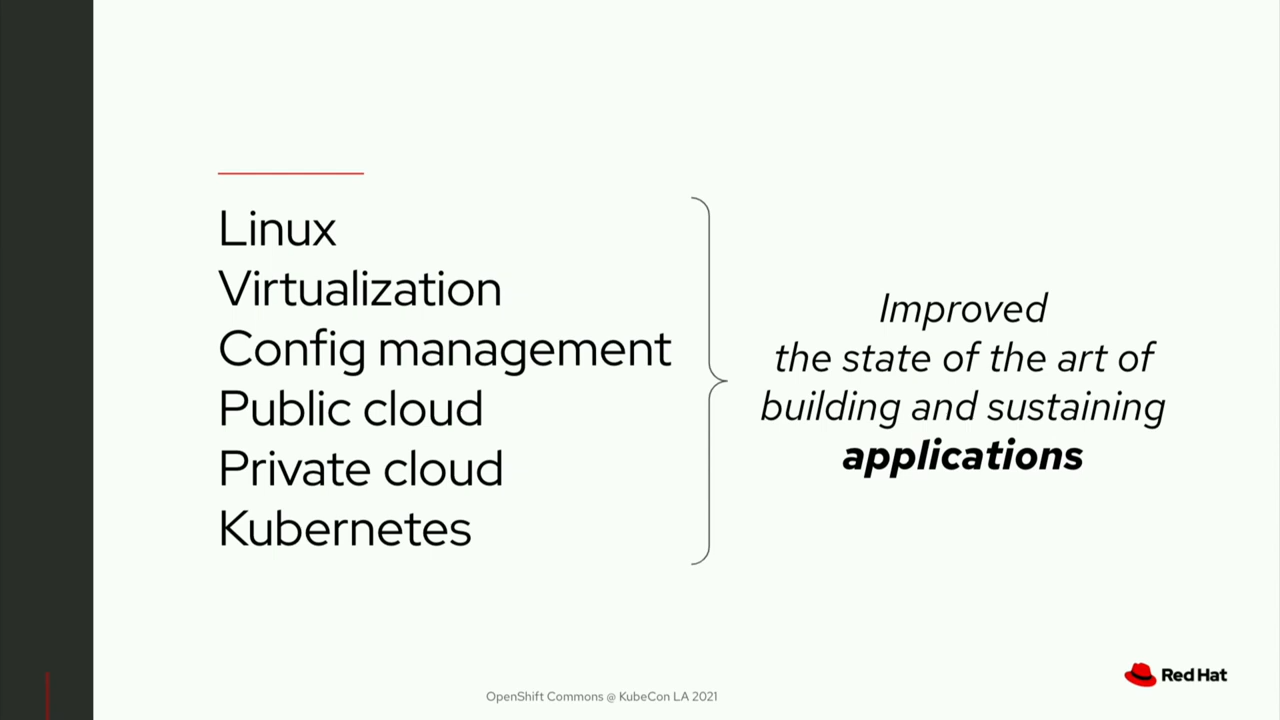 Linux
Virtualization
Config management
Public cloud
Private cloud
Kubernetes
Improved
the state of the art of
building and sustaining
applications
Red Hat
OpenShift Commons @ KubeCon LA 2021